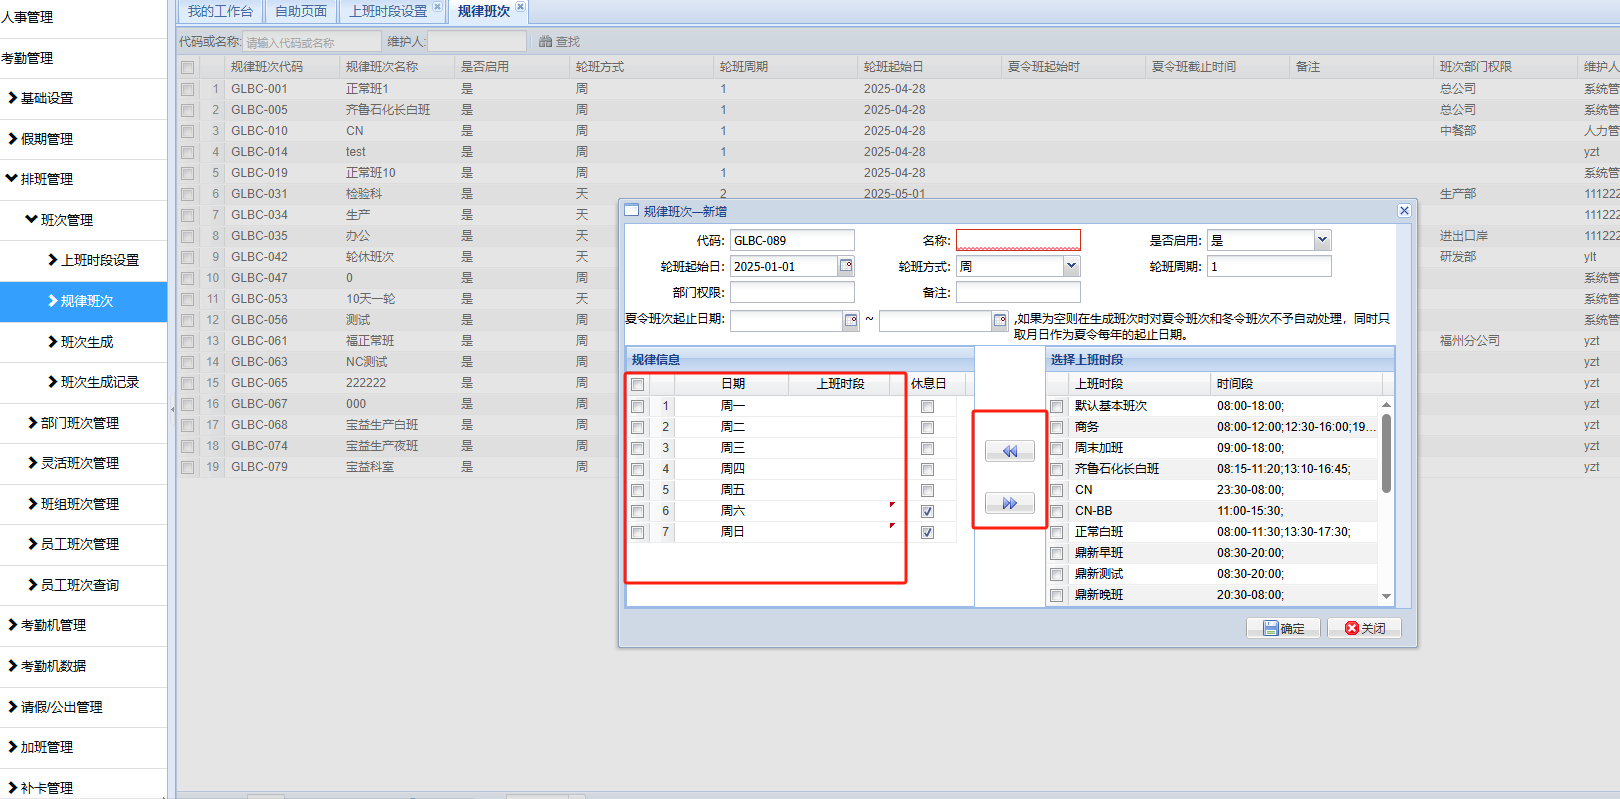 人事管理
考勤管理
基础设置
假期管理
排班管理
班次管理
上班时段设置
规律班次
班次生成
班次生成记录
部门班次管理
灵活班次管理
班组班次管理
员工班次管理
员工班次查询
考勤机管理
考勤机数据
请假/公出管理
加班管理
补卡管理
我的工作台 自助页面 上班时段设置 规律班次
代码或名称: 请输入代码或名称 维护人: 查找
规律班次代码 规律班次名称 是否启用 轮班方式 轮班周期 轮班起始日 夏令班起始时 夏令班截止时间 备注 班次部门权限 维护人
1 GLBC-001 正常班1 是 周 1 2025-04-28 总公司 系统管
2 GLBC-005 齐鲁石化长白班 是 周 1 2025-04-28 总公司 系统管
3 GLBC-010 CN 是 周 1 2025-04-28 中餐部 人力管
4 GLBC-014 test 是 周 1 2025-04-28 yzt
5 GLBC-019 正常班10 是 周 1 2025-04-28 系统管
6 GLBC-031 检验科 是 天 2 2025-05-01 生产部 111222
7 GLBC-034 生产 是 天 111222
8 GLBC-035 办公 是 天 进出口岸 111222
9 GLBC-042 轮休班次 是 天 研发部 ylt
10 GLBC-047 0 是 周 系统管
11 GLBC-053 10天一轮 是 天 系统管
12 GLBC-056 测试 是 周 系统管
13 GLBC-061 福正常班 是 周 福州分公司 yzt
14 GLBC-063 NC测试 是 周 yzt
15 GLBC-065 222222 是 周 yzt
16 GLBC-067 000 是 周 yzt
17 GLBC-068 宝益生产白班 是 周 yzt
18 GLBC-074 宝益生产夜班 是 周 yzt
19 GLBC-079 宝益科室 是 周 yzt
规律班次—新增
代码: GLBC-089 名称: 是否启用: 是
轮班起始日: 2025-01-01 轮班方式: 周 轮班周期: 1
部门权限: 备注:
夏令班次起止日期: ~ ,如果为空则在生成班次时对夏令班次和冬令班次不予自动处理，同时只
取月日作为夏令每年的起止日期。
规律信息
日期 上班时段 休息日
1 周一
2 周二
3 周三
4 周四
5 周五
6 周六
7 周日
选择上班时段
上班时段 时间段
默认基本班次 08:00-18:00;
商务 08:00-12:00;12:30-16:00;19...
周末加班 09:00-18:00;
齐鲁石化长白班 08:15-11:20;13:10-16:45;
CN 23:30-08:00;
CN-BB 11:00-15:30;
正常白班 08:00-11:30;13:30-17:30;
鼎新早班 08:30-20:00;
鼎新测试 08:30-20:00;
鼎新晚班 20:30-08:00;
确定 关闭